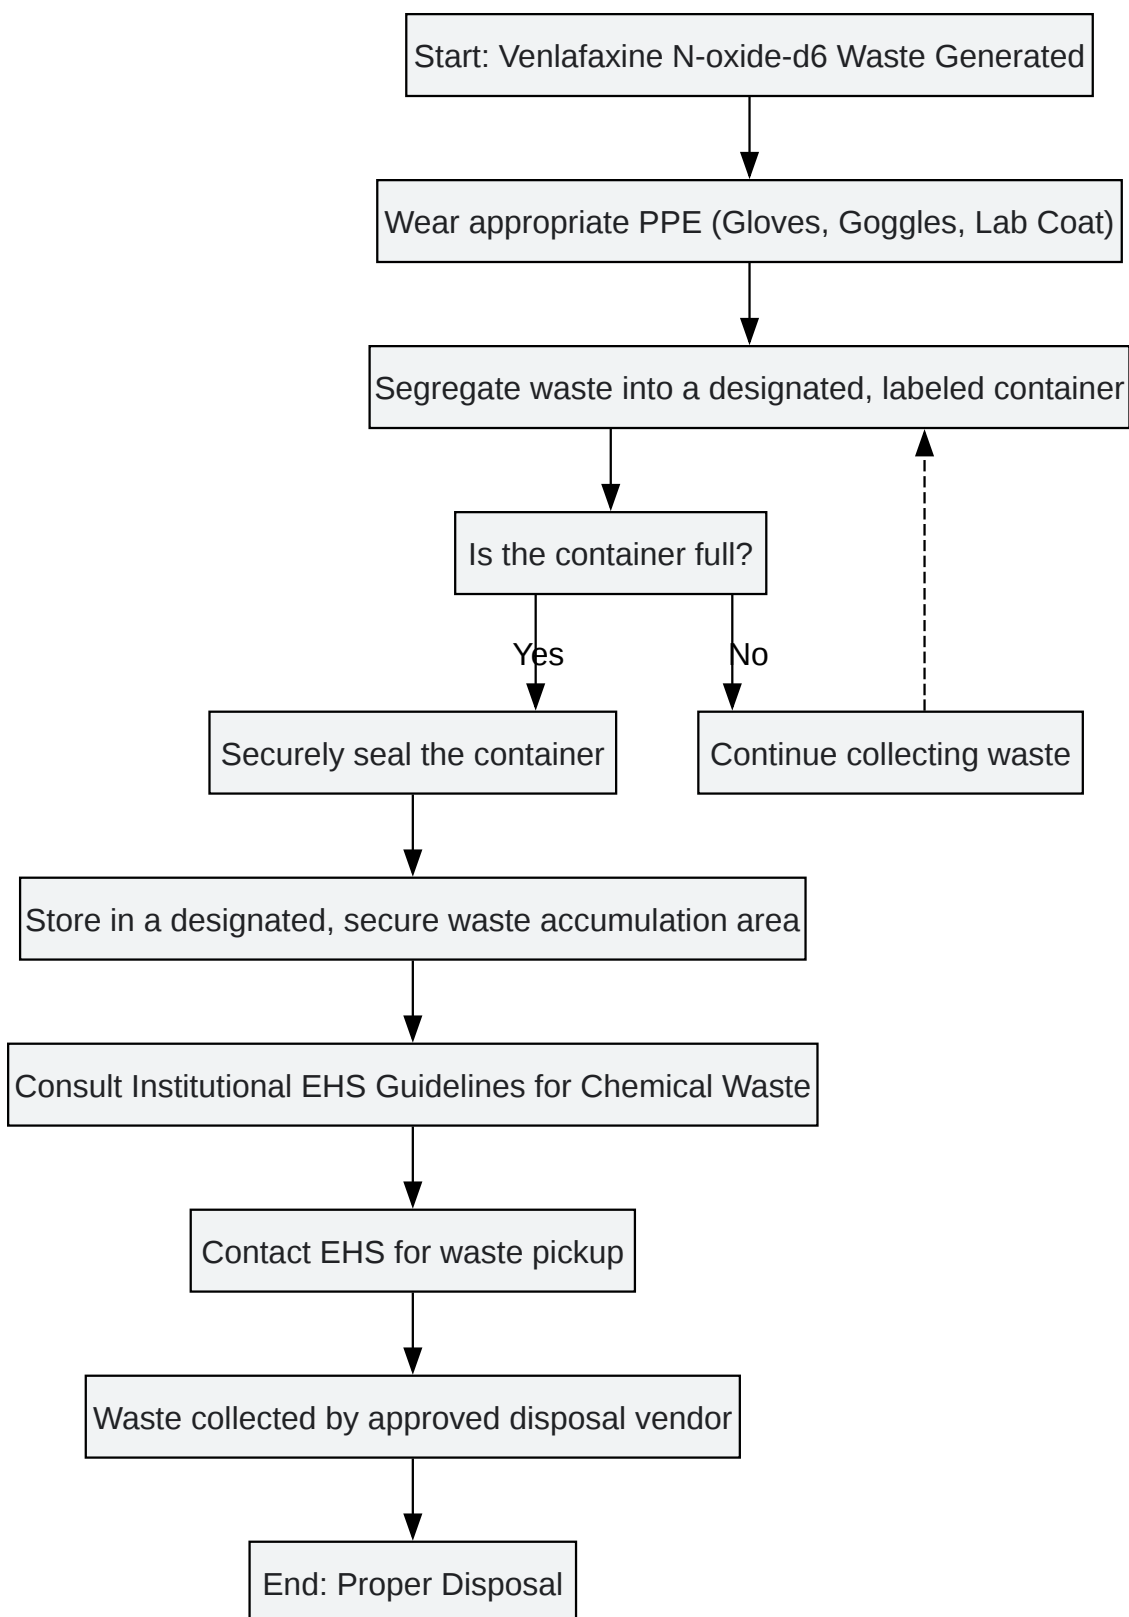 Start: Venlafaxine N-oxide-d6 Waste Generated
Wear appropriate PPE (Gloves, Goggles, Lab Coat)
Segregate waste into a designated, labeled container
Is the container full?
Yes
No
Securely seal the container
Continue collecting waste
Store in a designated, secure waste accumulation area
Consult Institutional EHS Guidelines for Chemical Waste
Contact EHS for waste pickup
Waste collected by approved disposal vendor
End: Proper Disposal